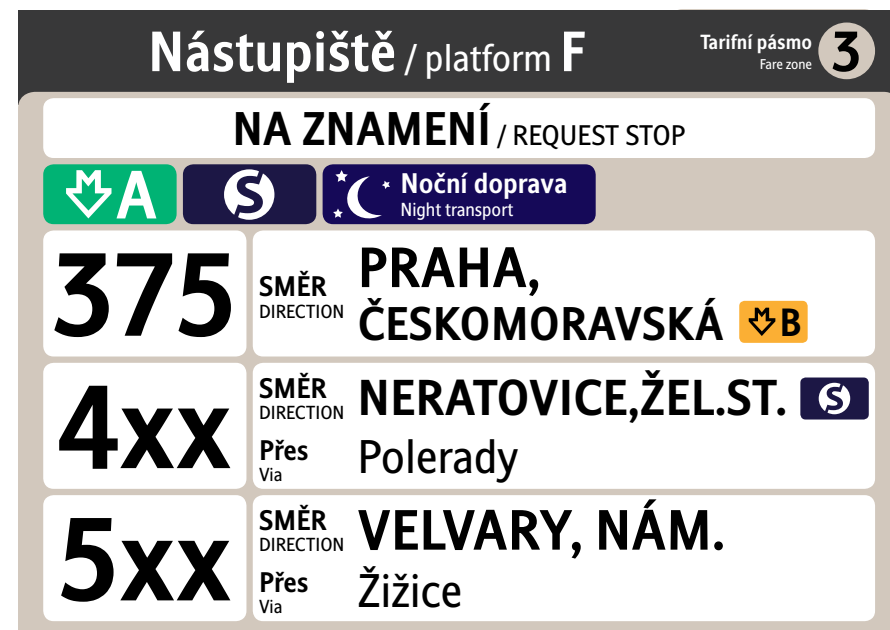 Nástupiště / platform F
Tarifní pásmo
Fare zone
3
NA ZNAMENÍ / REQUEST STOP
M A
S
Noční doprava
Night transport
375
SMĚR
DIRECTION
PRAHA,
ČESKOMORAVSKÁ M B
4xx
SMĚR
DIRECTION
NERATOVICE,ŽEL.ST. S
Přes
Via
Polerady
5xx
SMĚR
DIRECTION
VELVARY, NÁM.
Přes
Via
Žižice